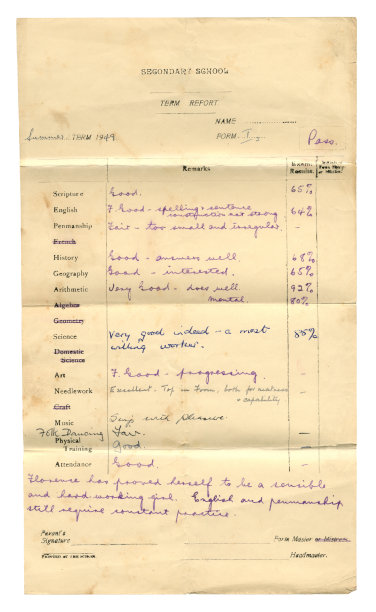 SECONDARY SCHOOL
TERM REPORT
NAME ..................
Summer TERM 1949 FORM II
Pass.
Remarks Exam. Results.
Scripture Good. 65%
English F. Good - spelling & sentence construction not strong 64%
Penmanship Fair - too small and irregular. -
French
History Good - answers well. 68%
Geography Good - interested. 65%
Arithmetic Very Good - does well. 92%
Algebra mental 80%
Geometry
Science Very good indeed - a most willing worker. 85%
Domestic Science
Art F. Good - progressing. -
Needlework Excellent - Top in Form, both for neatness & capability -
Craft
Music Sings with pleasure. -
Folk Dancing Fair.
Physical Training Good -
Attendance Good. -
Florence has proved herself to be a sensible
and hard working girl. English and penmanship
still require constant practice.
Parent's Signature
Form Master or Mistress.
Headmaster.